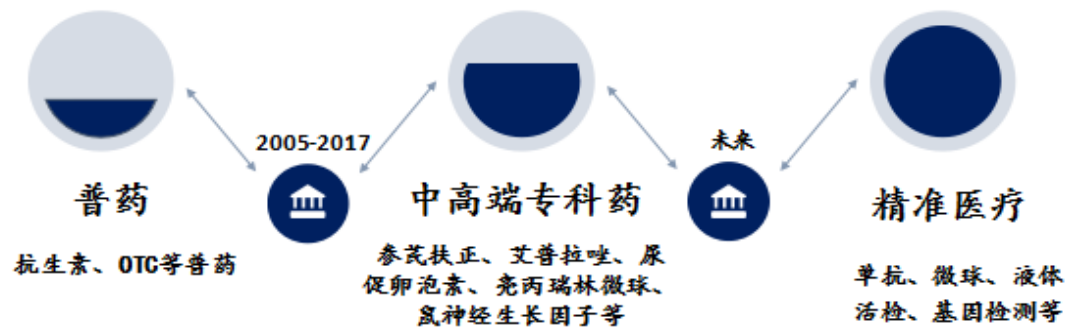 2005-2017
未来
普药
中高端专科药
精准医疗
抗生素、OTC等普药
参芪扶正、艾普拉唑、尿
促卵泡素、亮丙瑞林微球、
鼠神经生长因子等
单抗、微球、液体
活检、基因检测等